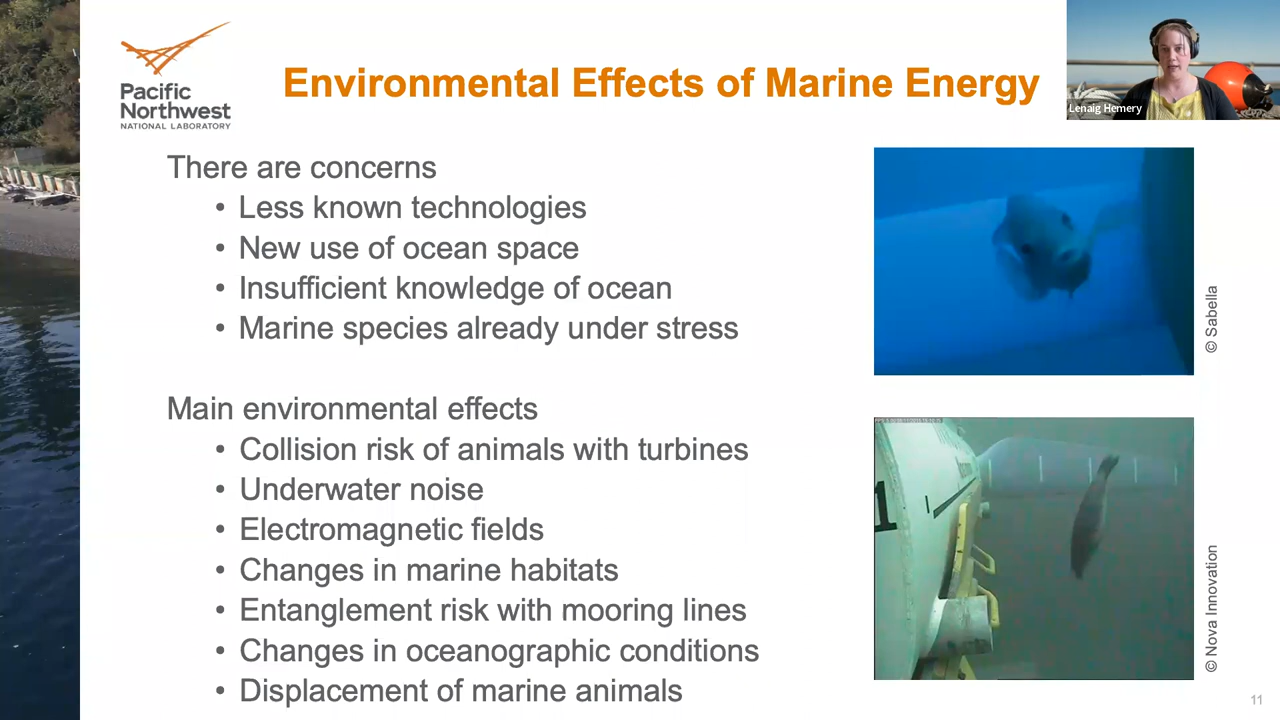 Pacific
Northwest
NATIONAL LABORATORY
Environmental Effects of Marine Energy
Lenaig Hemery
There are concerns
• Less known technologies
• New use of ocean space
• Insufficient knowledge of ocean
• Marine species already under stress
© Sabella
Main environmental effects
• Collision risk of animals with turbines
• Underwater noise
• Electromagnetic fields
• Changes in marine habitats
• Entanglement risk with mooring lines
• Changes in oceanographic conditions
• Displacement of marine animals
1
© Nova Innovation
11